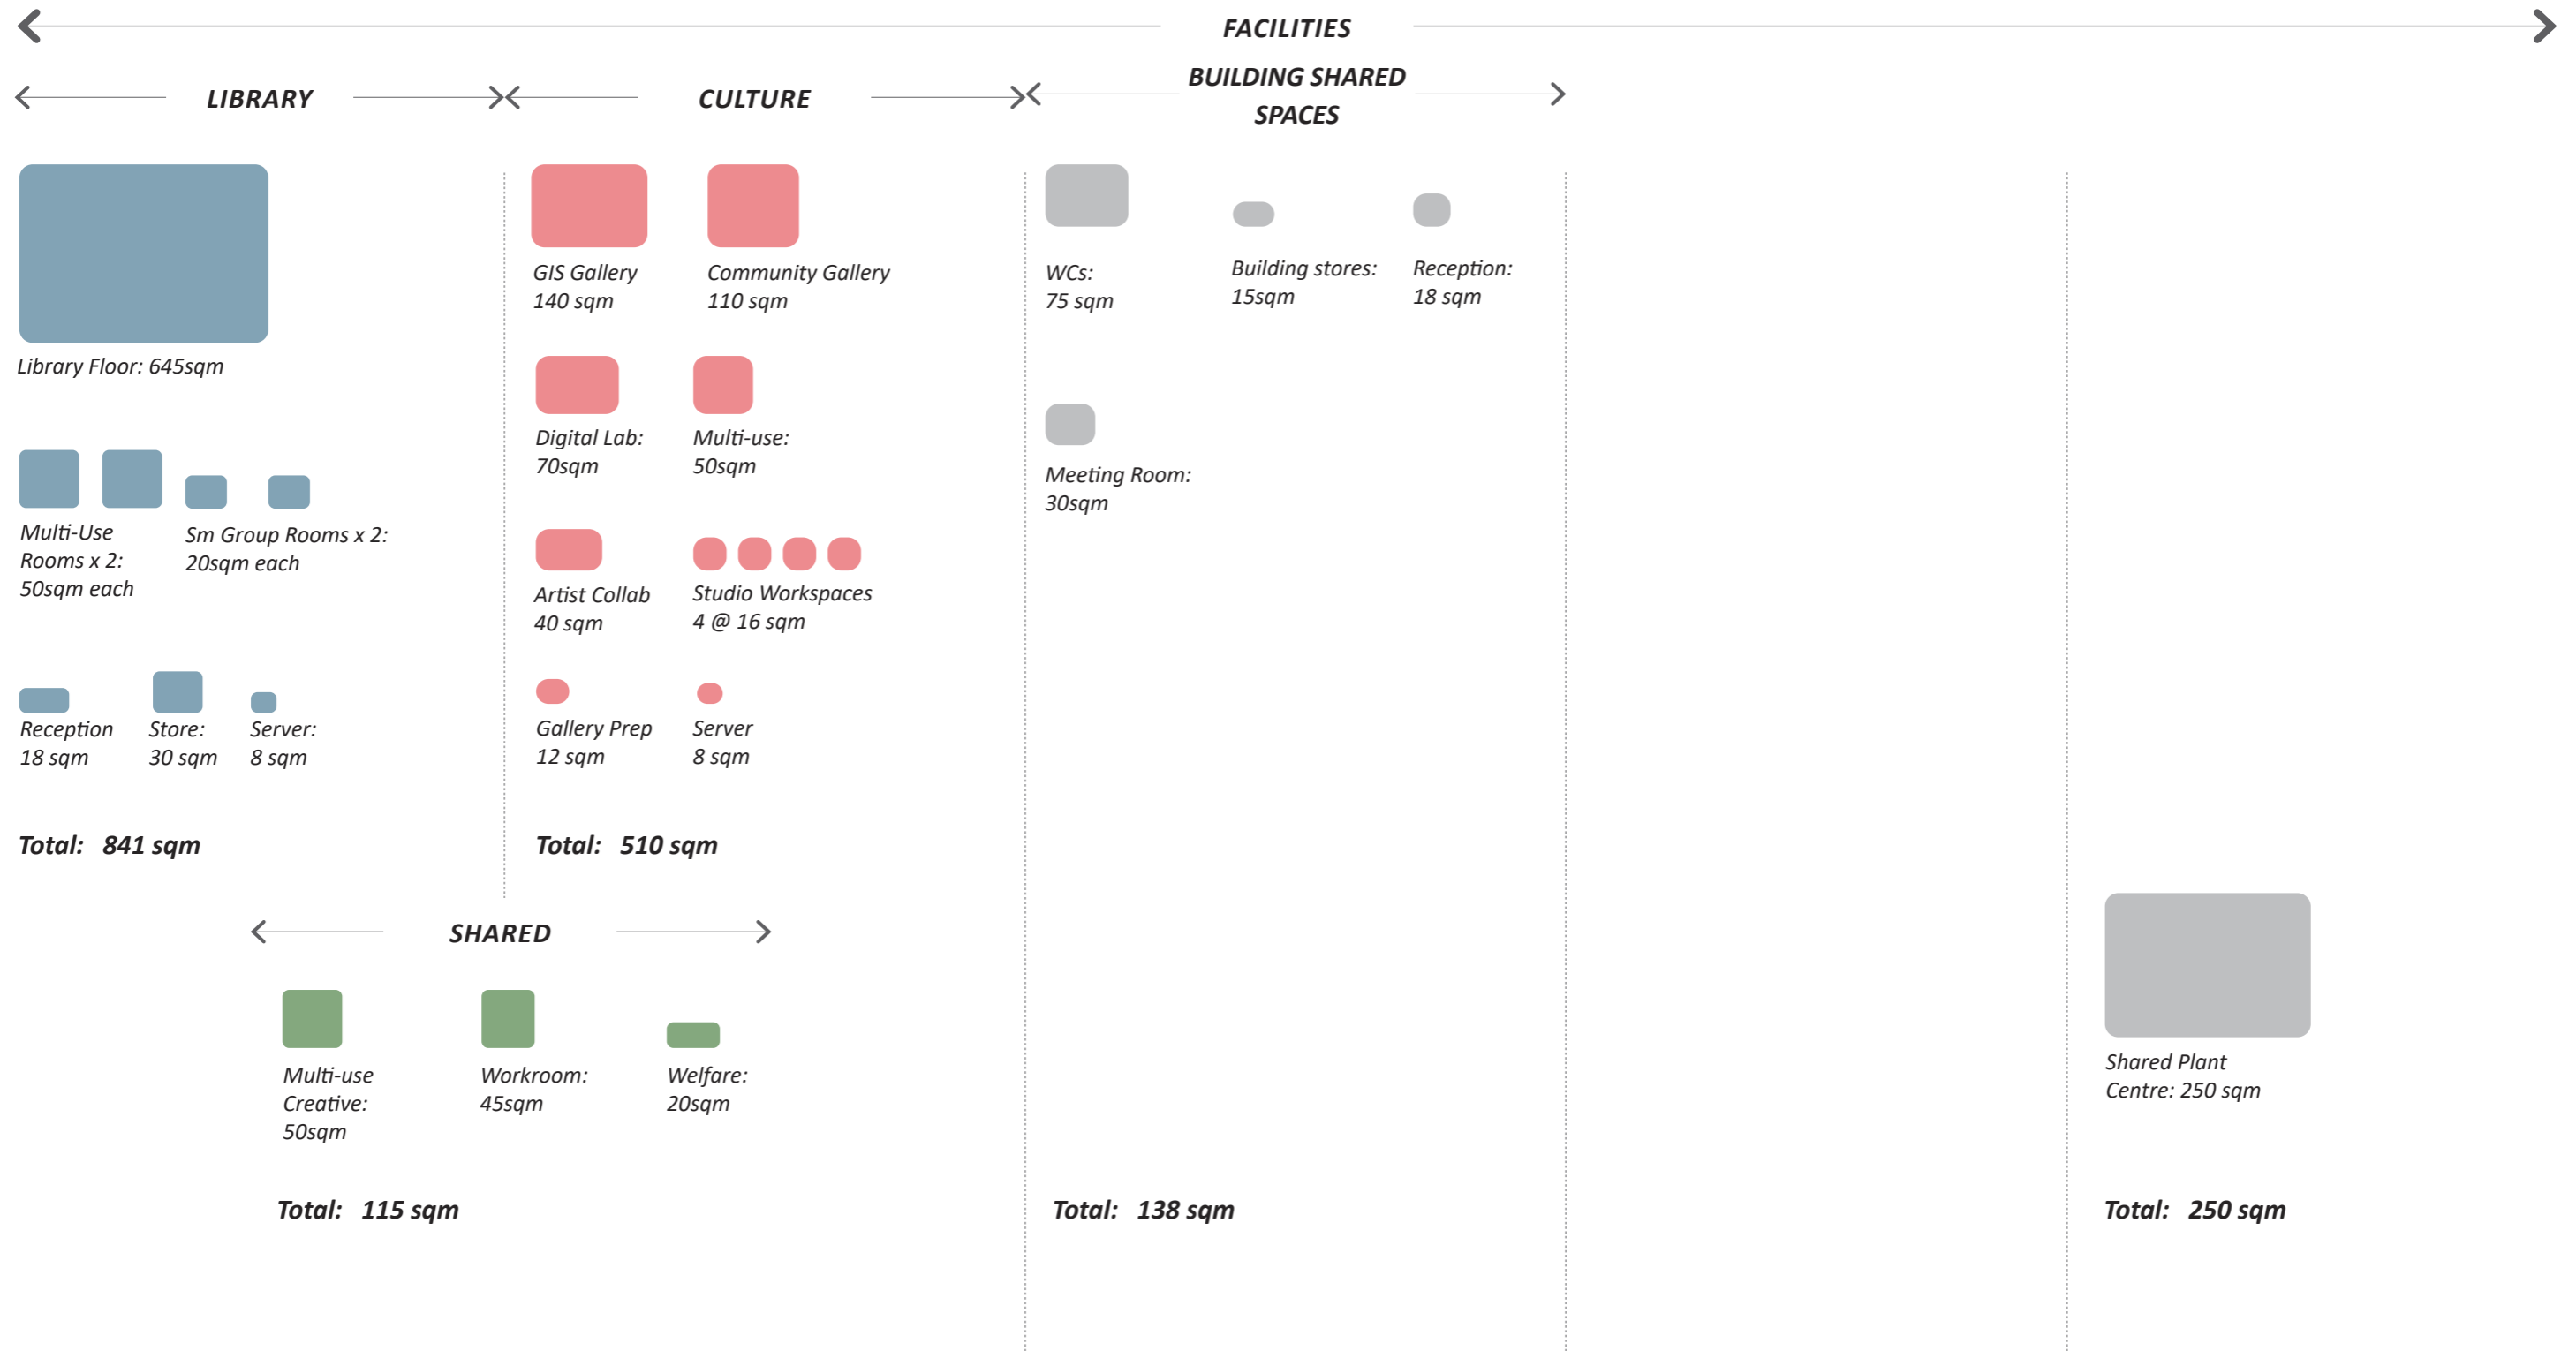 FACILITIES
LIBRARY
CULTURE
BUILDING SHARED
SPACES
Library Floor: 645sqm
Multi-Use
Rooms x 2:
50sqm each
Sm Group Rooms x 2:
20sqm each
Reception
18 sqm
Store:
30 sqm
Server:
8 sqm
Total: 841 sqm
GIS Gallery
140 sqm
Community Gallery
110 sqm
Digital Lab:
70sqm
Multi-use:
50sqm
Artist Collab
40 sqm
Studio Workspaces
4 @ 16 sqm
Gallery Prep
12 sqm
Server
8 sqm
Total: 510 sqm
SHARED
Multi-use
Creative:
50sqm
Workroom:
45sqm
Welfare:
20sqm
Total: 115 sqm
WCs:
75 sqm
Building stores:
15sqm
Reception:
18 sqm
Meeting Room:
30sqm
Total: 138 sqm
Shared Plant
Centre: 250 sqm
Total: 250 sqm